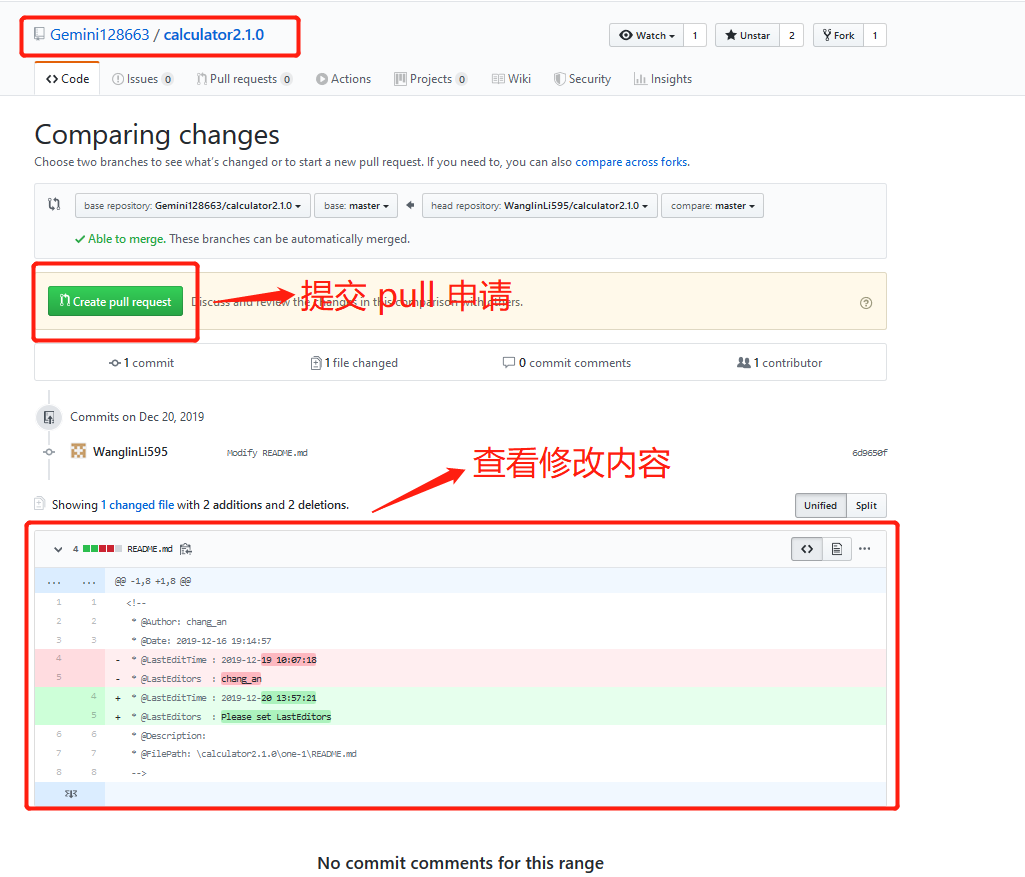 Gemini128663 / calculator2.1.0
Watch 1 Unstar 2 Fork 1
Code Issues 0 Pull requests 0 Actions Projects 0 Wiki Security Insights
Comparing changes
Choose two branches to see what's changed or to start a new pull request. If you need to, you can also compare across forks.
base repository: Gemini128663/calculator2.1.0 base: master head repository: WanglinLi595/calculator2.1.0 compare: master
Able to merge. These branches can be automatically merged.
Create pull request Discuss and review the changes in this comparison with others.
提交 pull 申请
1 commit 1 file changed 0 commit comments 1 contributor
Commits on Dec 20, 2019
WanglinLi595 Modify README.md 6d9650f
查看修改内容
Showing 1 changed file with 2 additions and 2 deletions.
Unified Split
4 README.md
... ... @@ -1,8 +1,8 @@
1 1 <!--
2 2 * @Author: chang_an
3 3 * @Date: 2019-12-16 19:14:57
4 - * @LastEditTime : 2019-12-19 10:07:18
5 - * @LastEditors : chang_an
4 + * @LastEditTime : 2019-12-20 13:57:21
5 + * @LastEditors : Please set LastEditors
6 6 * @Description:
7 7 * @FilePath: \calculator2.1.0\one-1\README.md
8 8 -->
No commit comments for this range